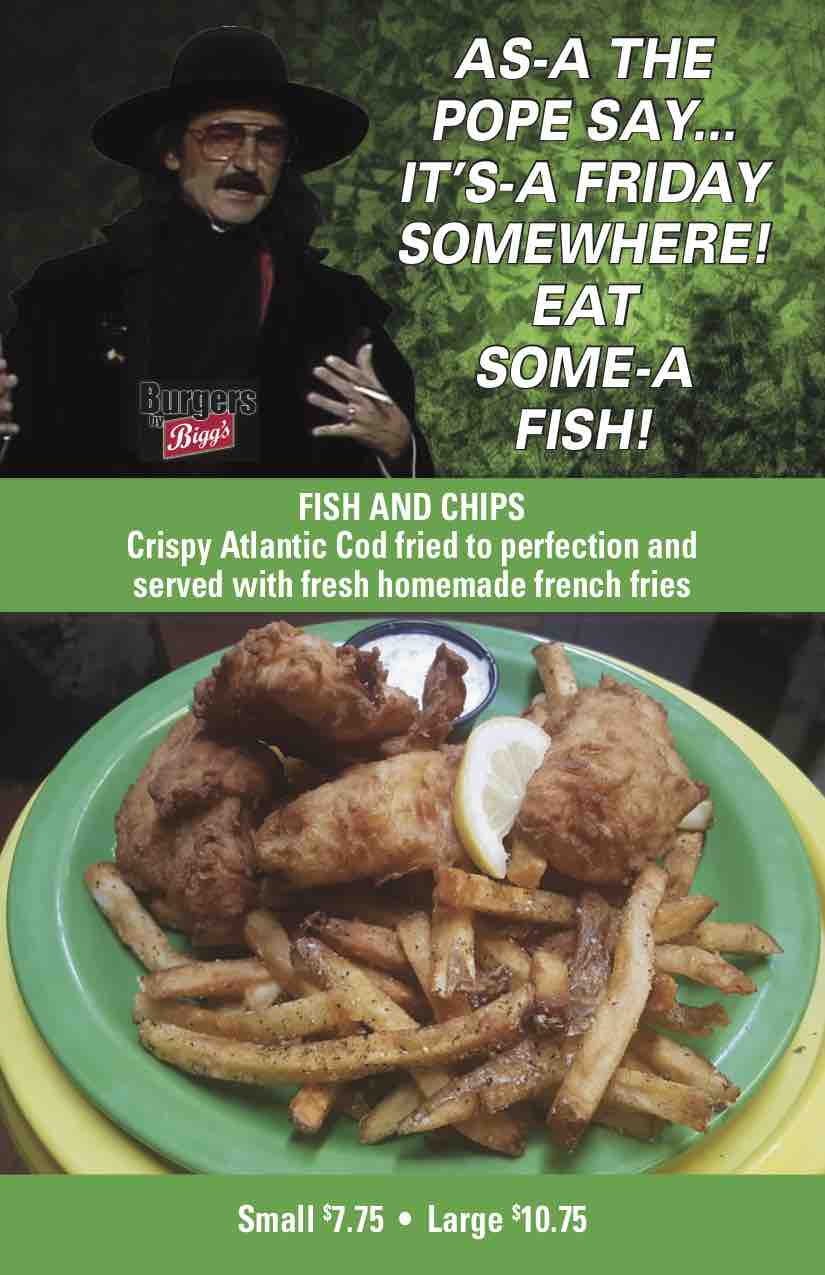 AS-A THE
POPE SAY...
IT'S-A FRIDAY
SOMEWHERE!
EAT
SOME-A
FISH!
Burgers
by Bigg's
FISH AND CHIPS
Crispy Atlantic Cod fried to perfection and
served with fresh homemade french fries
Small $7.75 • Large $10.75